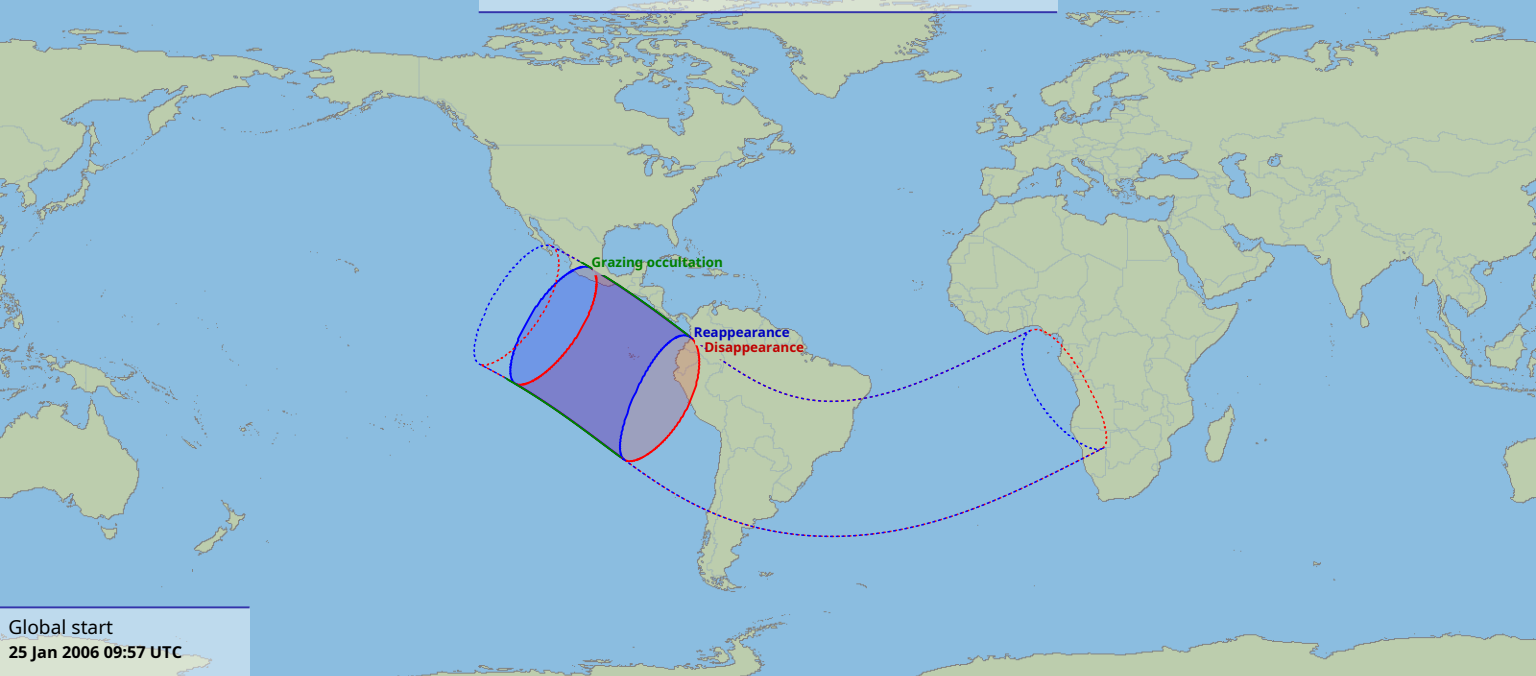 Grazing occultation
Reappearance
Disappearance
Global start
25 Jan 2006 09:57 UTC